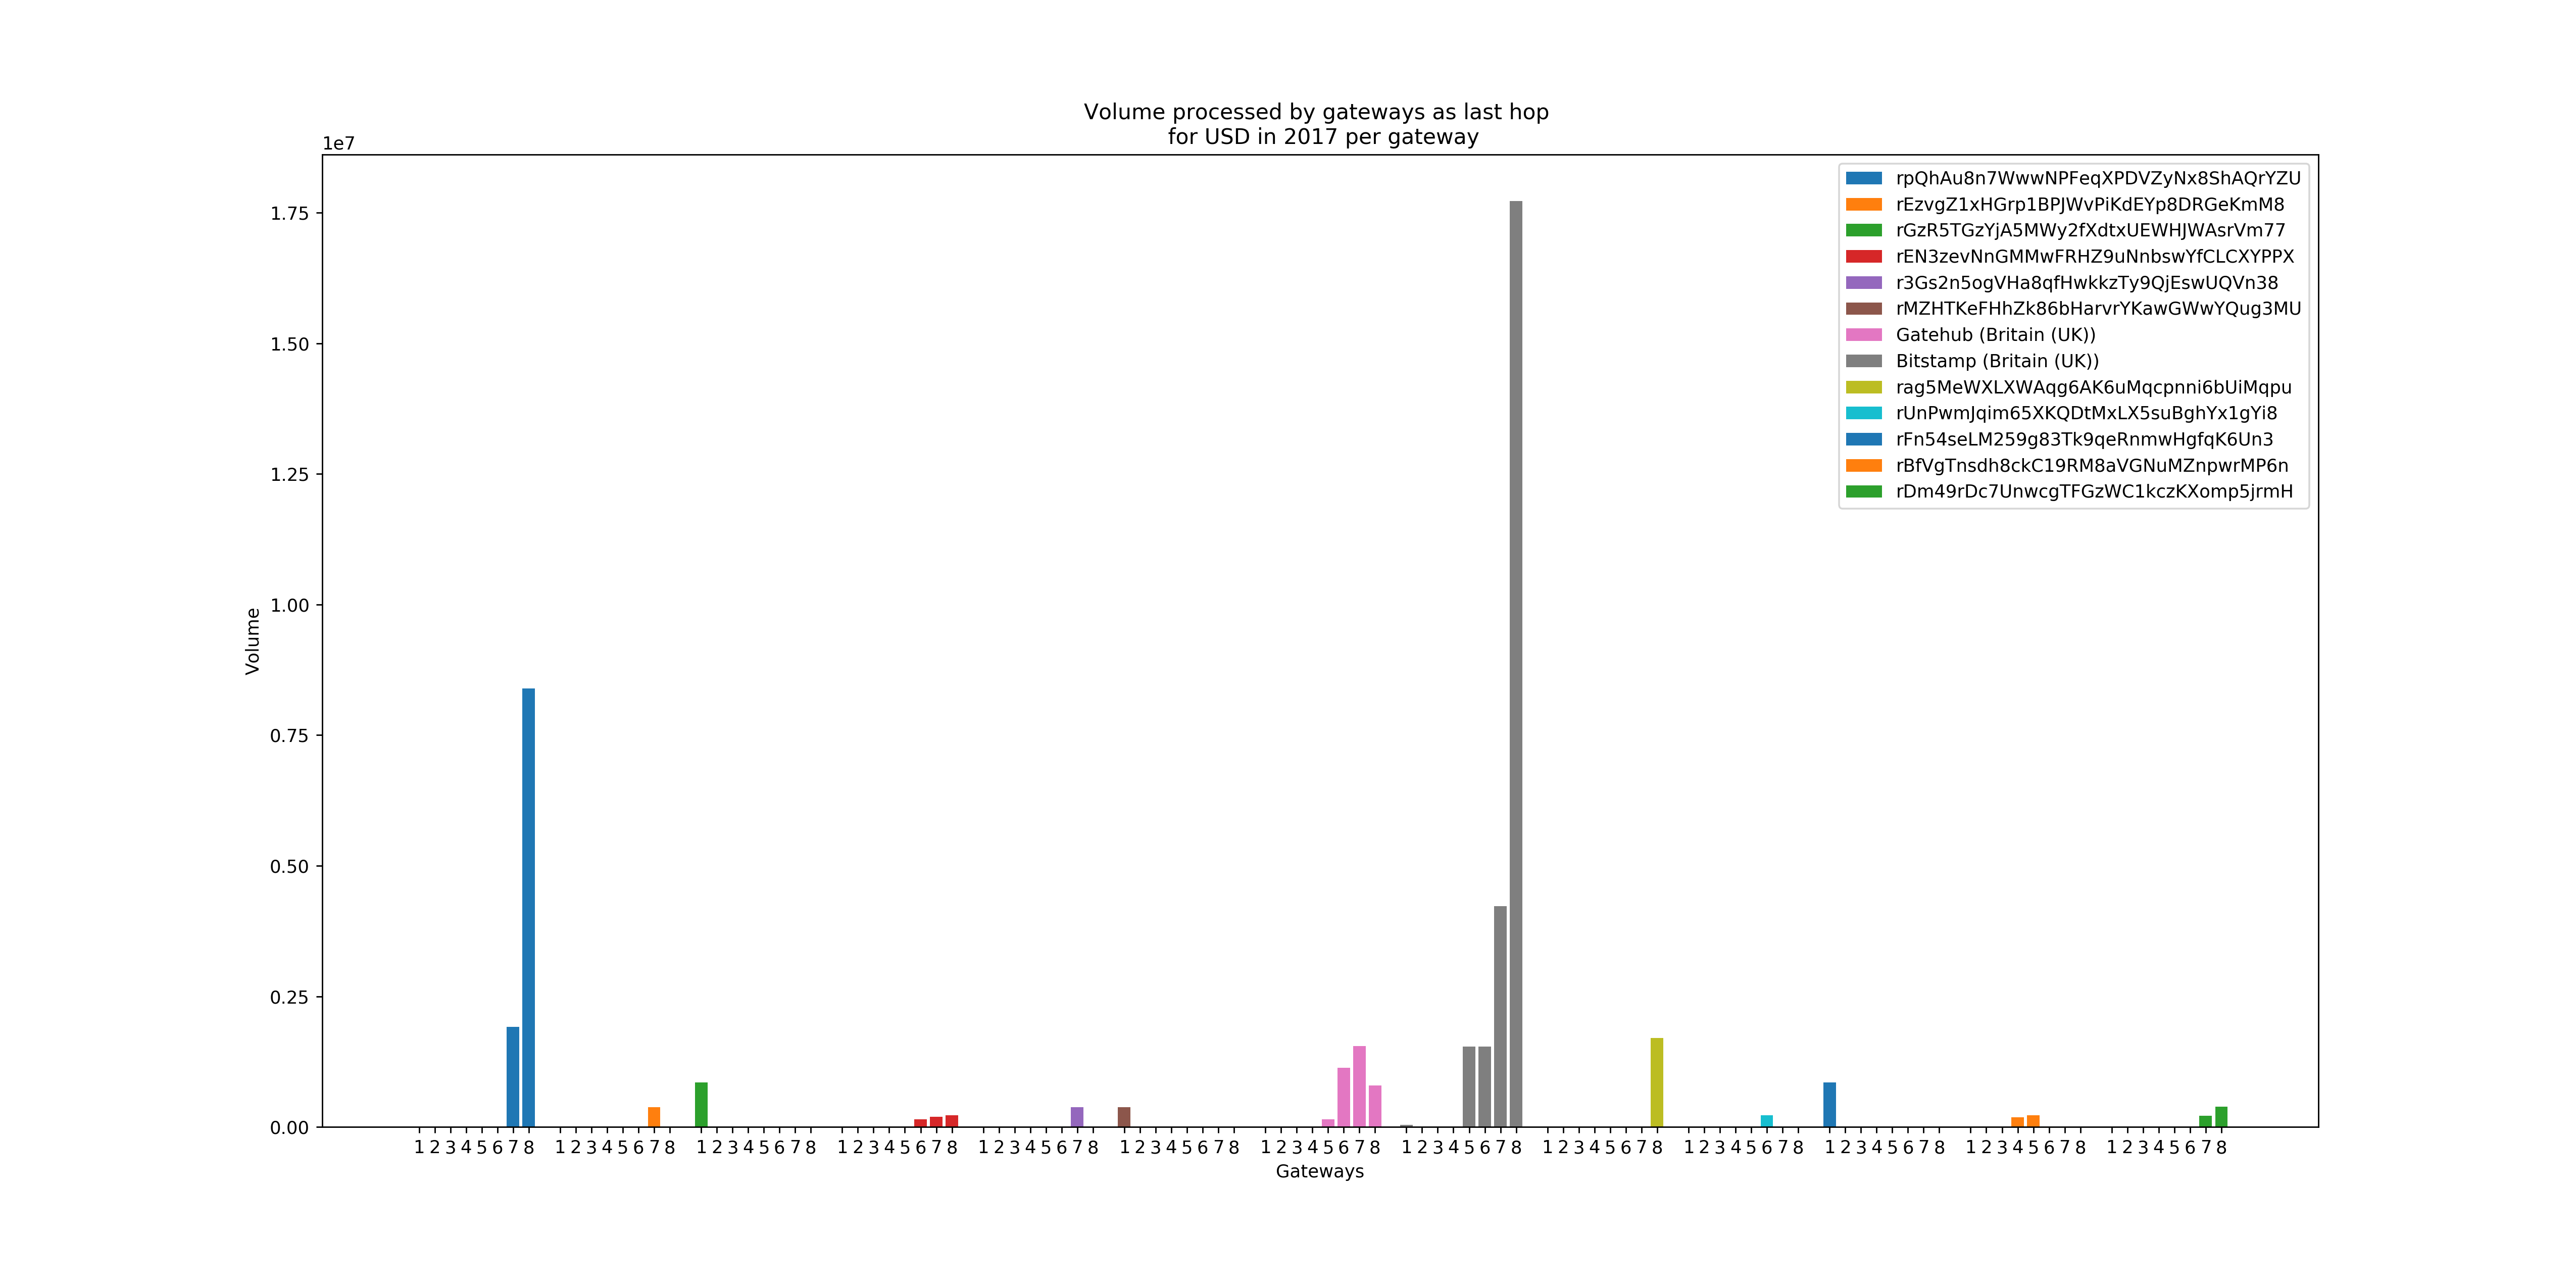 Volume processed by gateways as last hop
for USD in 2017 per gateway
1e7
1.75
1.50
1.25
1.00
0.75
0.50
0.25
0.00
Volume
rpQhAu8n7WwwNPFeqXPDVZyNx8ShAQrYZU
rEzvgZ1xHGrp1BPJWvPiKdEYp8DRGeKmM8
rGzR5TGzYjA5MWy2fXdtxUEWHJWAsrVm77
rEN3zevNnGMMwFRHZ9uNnbswYfCLCXYPPX
r3Gs2n5ogVHa8qfHwkkzTy9QjEswUQVn38
rMZHTKeFHhZk86bHarvrYKawGWwYQug3MU
Gatehub (Britain (UK))
Bitstamp (Britain (UK))
rag5MeWXLXWAqg6AK6uMqcpnni6bUiMqpu
rUnPwmJqim65XKQDtMxLX5suBghYx1gYi8
rFn54seLM259g83Tk9qeRnmwHgfqK6Un3
rBfVgTnsdh8ckC19RM8aVGNuMZnpwrMP6n
rDm49rDc7UnwcgTFGzWC1kczKXomp5jrmH
1 2 3 4 5 6 7 8 1 2 3 4 5 6 7 8 1 2 3 4 5 6 7 8 1 2 3 4 5 6 7 8 1 2 3 4 5 6 7 8 1 2 3 4 5 6 7 8 1 2 3 4 5 6 7 8 1 2 3 4 5 6 7 8 1 2 3 4 5 6 7 8 1 2 3 4 5 6 7 8 1 2 3 4 5 6 7 8 1 2 3 4 5 6 7 8 1 2 3 4 5 6 7 8
Gateways